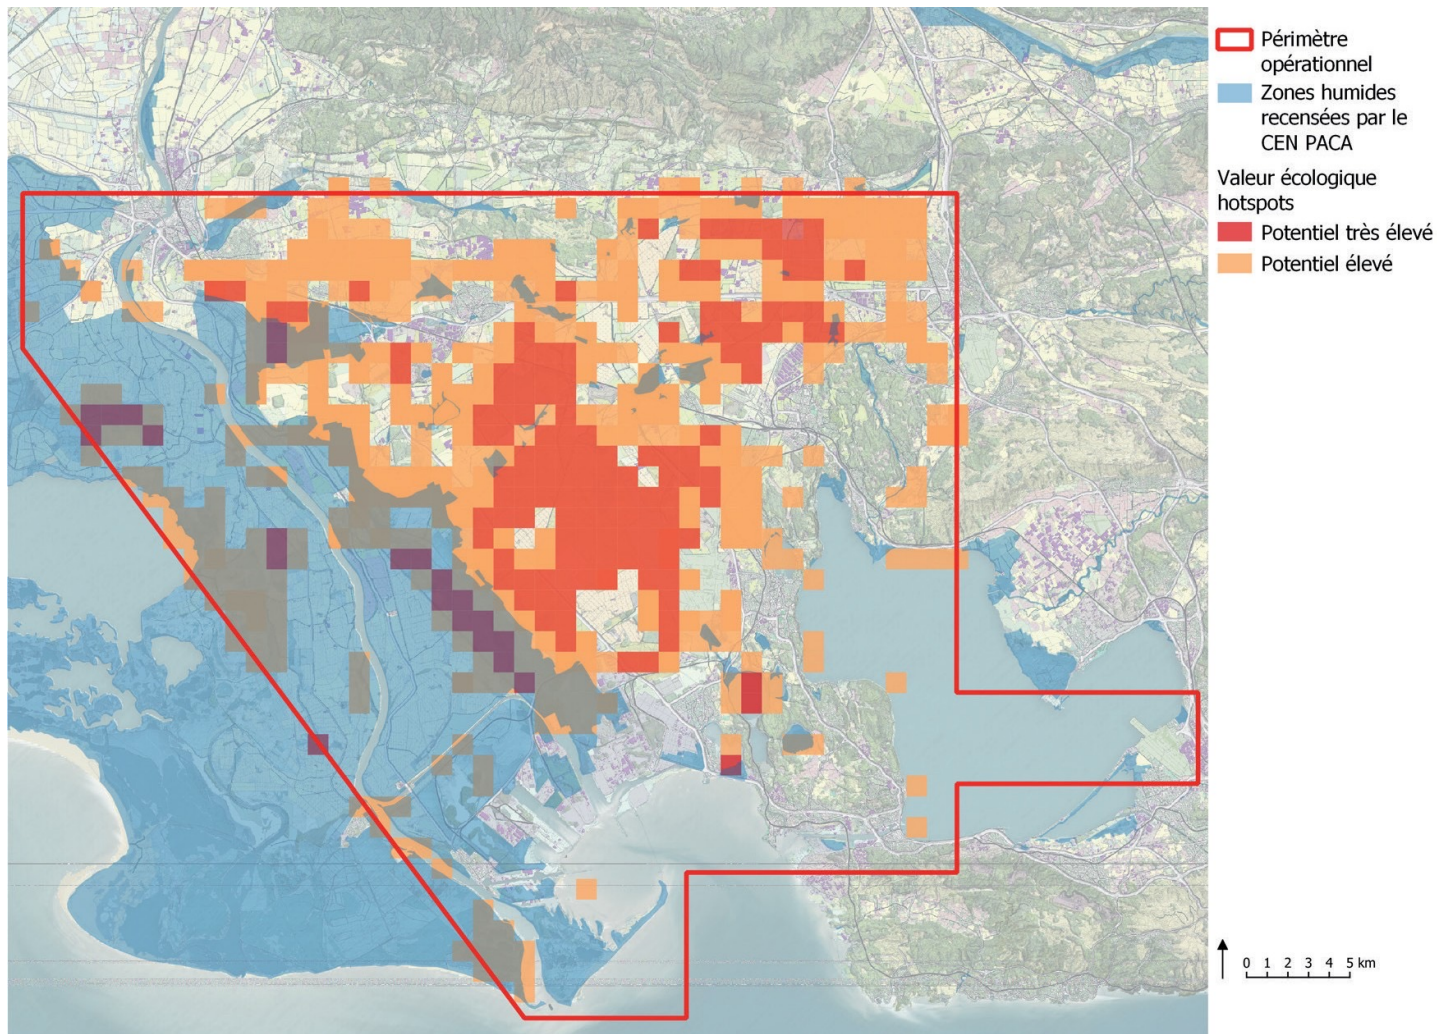 Périmètre
opérationnel
Zones humides
recensées par le
CEN PACA
Valeur écologique
hotspots
Potentiel très élevé
Potentiel élevé
0 1 2 3 4 5 km